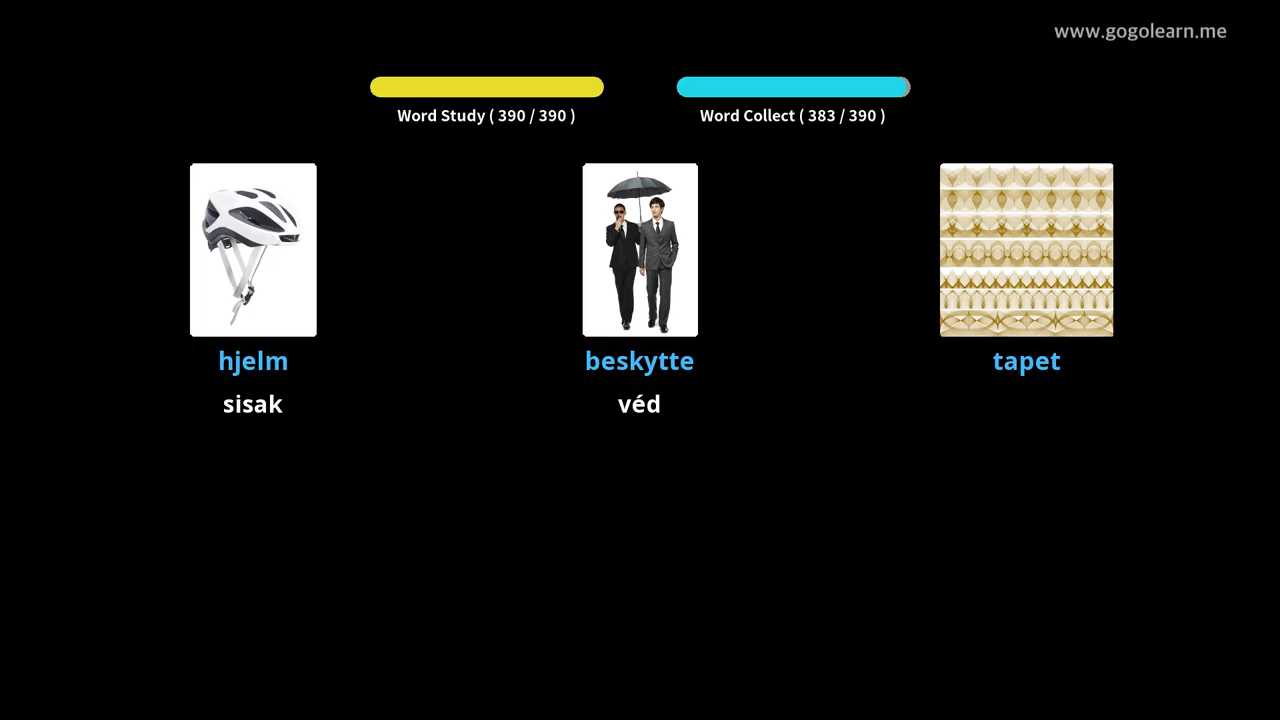 www.gogolearn.me
Word Study ( 390 / 390 )
Word Collect ( 383 / 390 )
hjelm
beskytte
tapet
sisak
véd